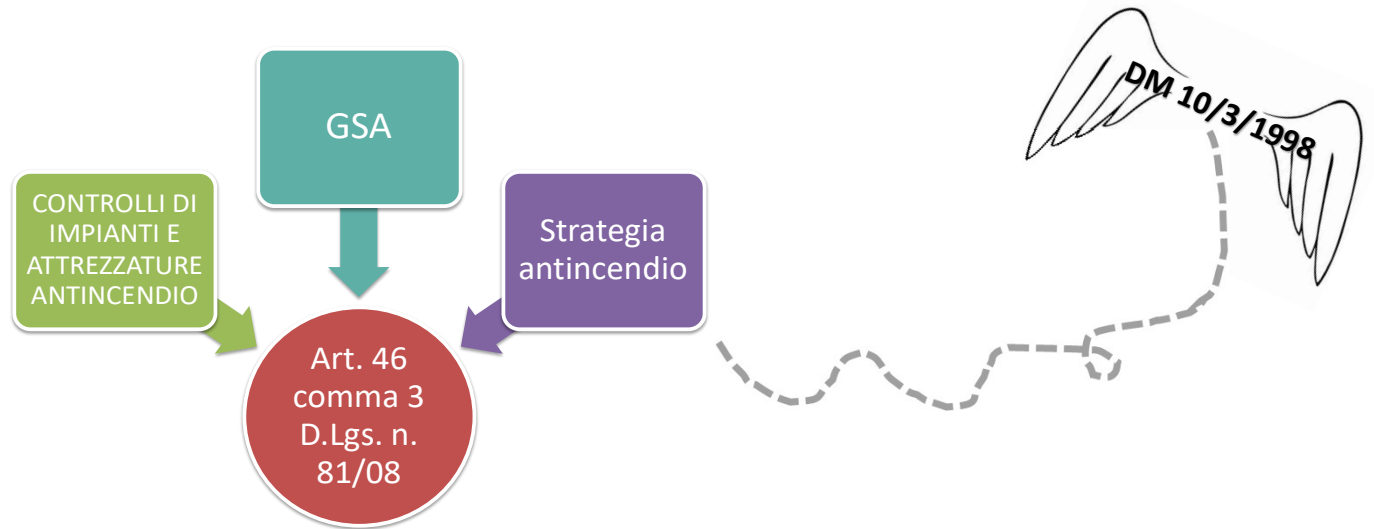 GSA
CONTROLLI DI
IMPIANTI E
ATTREZZATURE
ANTINCENDIO
Strategia
antincendio
Art. 46
comma 3
D.Lgs. n.
81/08
DM 10/3/1998